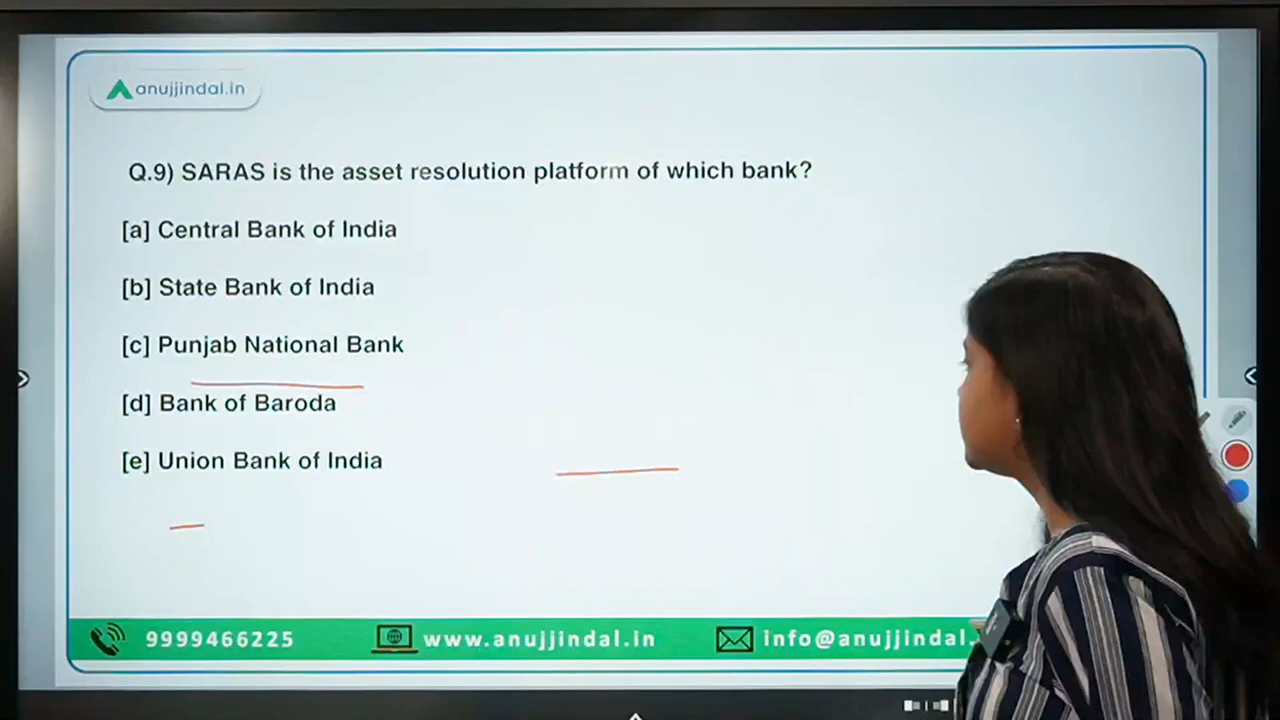 anujjindal.in
Q.9) SARAS is the asset resolution platform of which bank?
[a] Central Bank of India
[b] State Bank of India
[c] Punjab National Bank
[d] Bank of Baroda
[e] Union Bank of India
9999466225 www.anujjindal.in info@anujjindal.